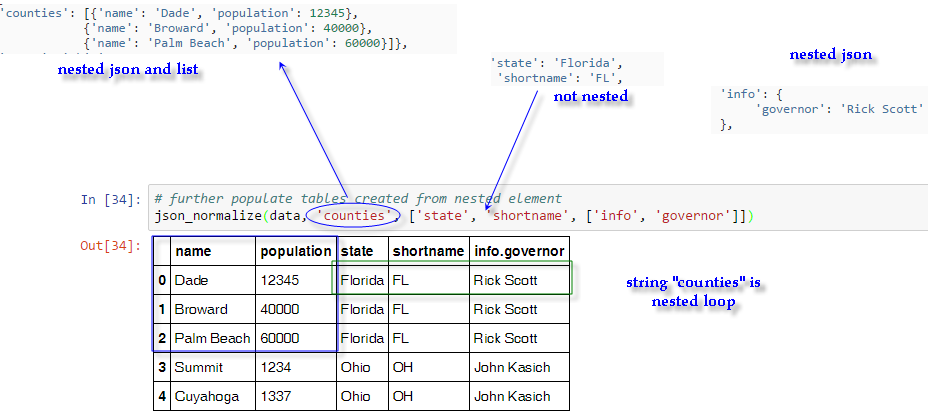 'counties': [{'name': 'Dade', 'population': 12345},
{'name': 'Broward', 'population': 40000},
{'name': 'Palm Beach', 'population': 60000}]},
nested json and list
'state': 'Florida',
'shortname': 'FL',
not nested
nested json
'info': {
'governor': 'Rick Scott'
},
In [34]:
# further populate tables created from nested element
json_normalize(data, 'counties', ['state', 'shortname', ['info', 'governor']])
Out[34]:
name population state shortname info.governor
0 Dade 12345 Florida FL Rick Scott
1 Broward 40000 Florida FL Rick Scott
2 Palm Beach 60000 Florida FL Rick Scott
3 Summit 1234 Ohio OH John Kasich
4 Cuyahoga 1337 Ohio OH John Kasich
string "counties" is
nested loop